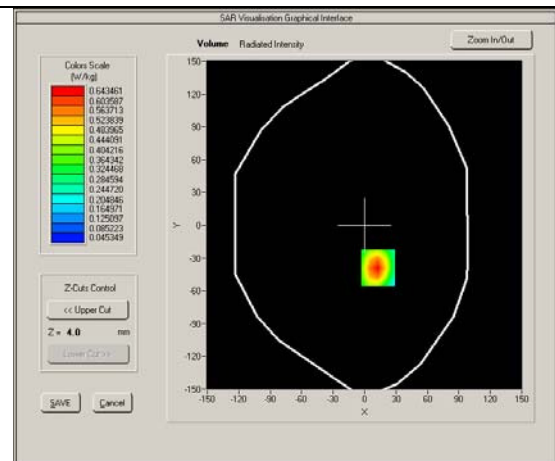 SAR Visualisation Graphical Interface
Volume Radiated Intensity
Zoom In/Out
Colors Scale
(W/kg)
0.643461
0.603587
0.563713
0.523839
0.483965
0.444091
0.404216
0.364342
0.324468
0.284594
0.244720
0.204846
0.164971
0.125097
0.085223
0.045349
Z-Cuts Control
<< Upper Cut
Z = 4.0 mm
Lower Cut >>
SAVE Cancel
150
120
90
60
30
0
-30
-60
-90
-120
-150
Y
-150 -120 -90 -60 -30 0 30 60 90 120 150
X